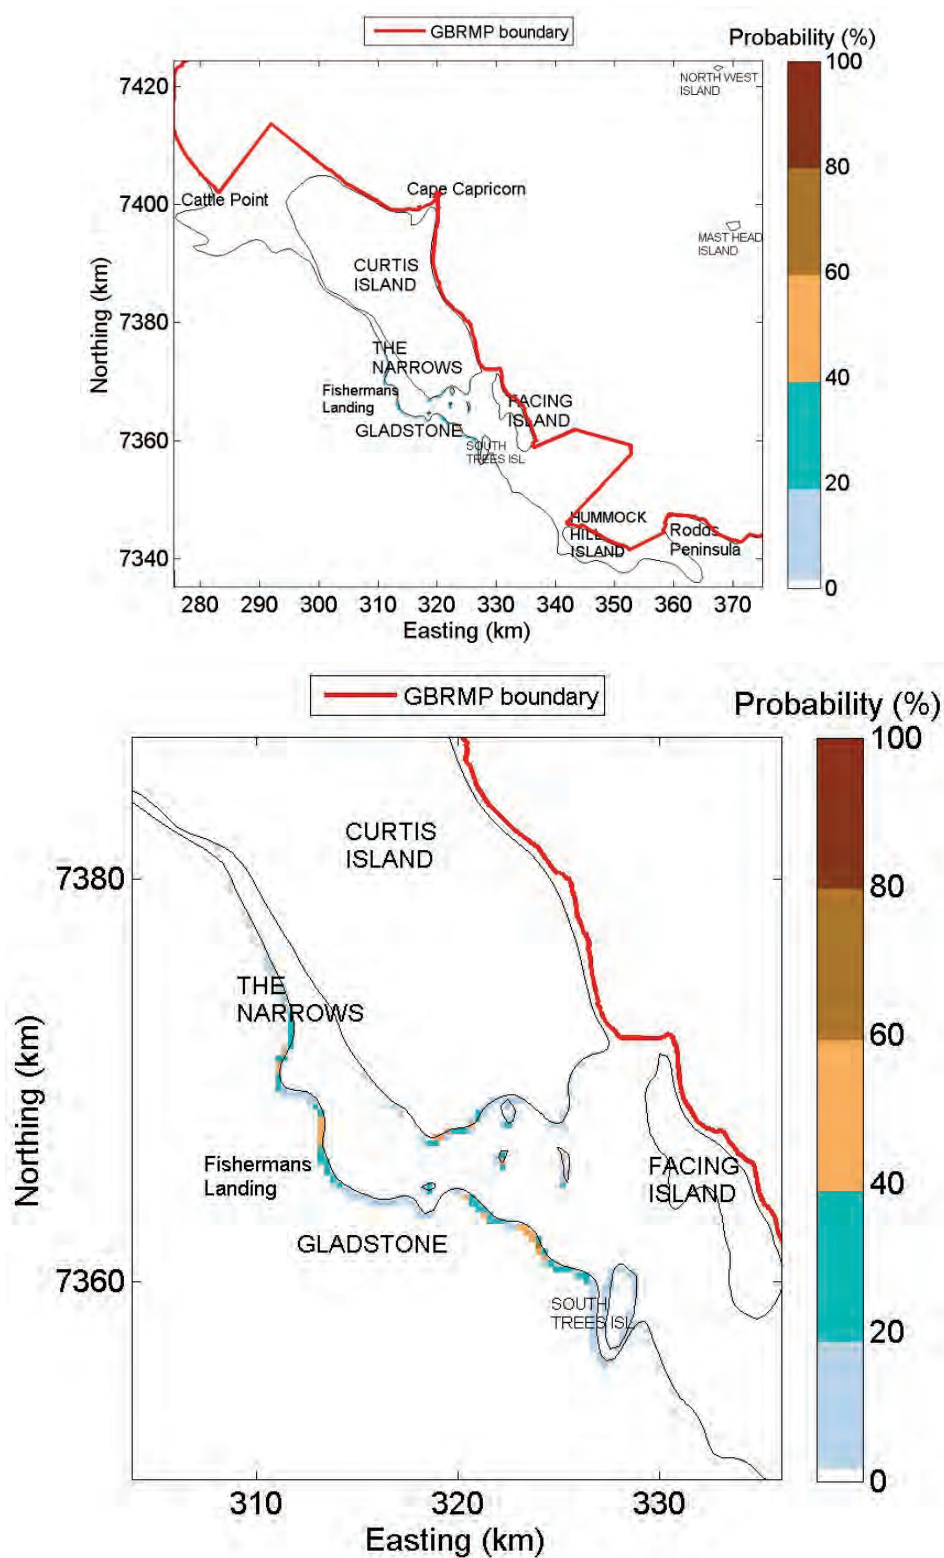 GBRMP boundary
Probability (%)
100
80
60
40
20
0
Northing (km)
7420
7400
7380
7360
7340
NORTH WEST
ISLAND
Cattle Point
Cape Capricorn
MAST HEAD
ISLAND
CURTIS
ISLAND
THE
NARROWS
Fishermans
Landing
FACING
ISLAND
GLADSTONE
SOUTH
TREES ISL
HUMMOCK
HILL
ISLAND
Rodds
Peninsula
280 290 300 310 320 330 340 350 360 370
Easting (km)
GBRMP boundary
Probability (%)
100
80
60
40
20
0
Northing (km)
7380
7360
CURTIS
ISLAND
THE
NARROWS
Fishermans
Landing
FACING
ISLAND
GLADSTONE
SOUTH
TREES ISL
310 320 330
Easting (km)